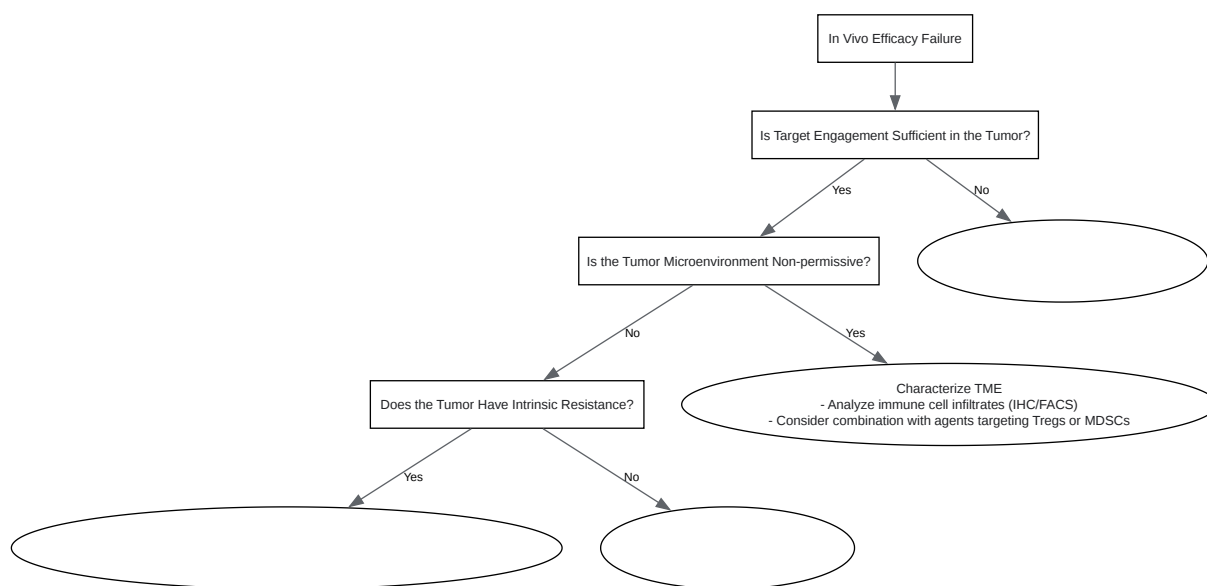 In Vivo Efficacy Failure
Is Target Engagement Sufficient in the Tumor?
Yes
No
Is the Tumor Microenvironment Non-permissive?
No
Yes
Characterize TME
- Analyze immune cell infiltrates (IHC/FACS)
- Consider combination with agents targeting Tregs or MDSCs
Does the Tumor Have Intrinsic Resistance?
Yes
No